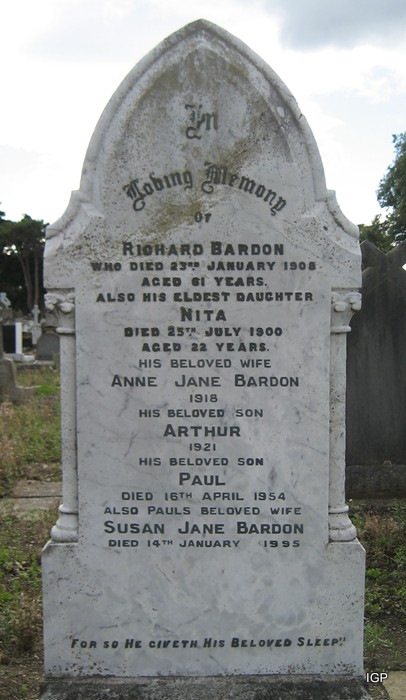 In
Loving Memory
OF
RICHARD BARDON
WHO DIED 23RD JANUARY 1908
AGED 61 YEARS.
ALSO HIS ELDEST DAUGHTER
NITA
DIED 25TH JULY 1900
AGED 22 YEARS.
HIS BELOVED WIFE
ANNE JANE BARDON
1918
HIS BELOVED SON
ARTHUR
1921
HIS BELOVED SON
PAUL
DIED 16TH APRIL 1954
ALSO PAULS BELOVED WIFE
SUSAN JANE BARDON
DIED 14TH JANUARY 1995
"FOR SO HE GIVETH HIS BELOVED SLEEP."
IGP